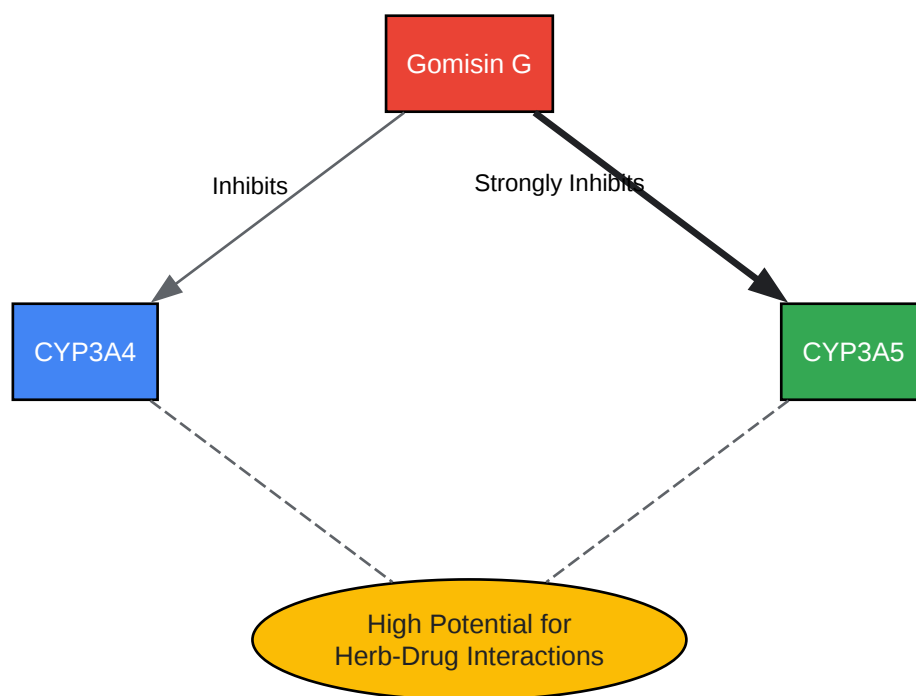 Gomisin G
Inhibits
Strongly Inhibits
CYP3A4
CYP3A5
High Potential for
Herb-Drug Interactions